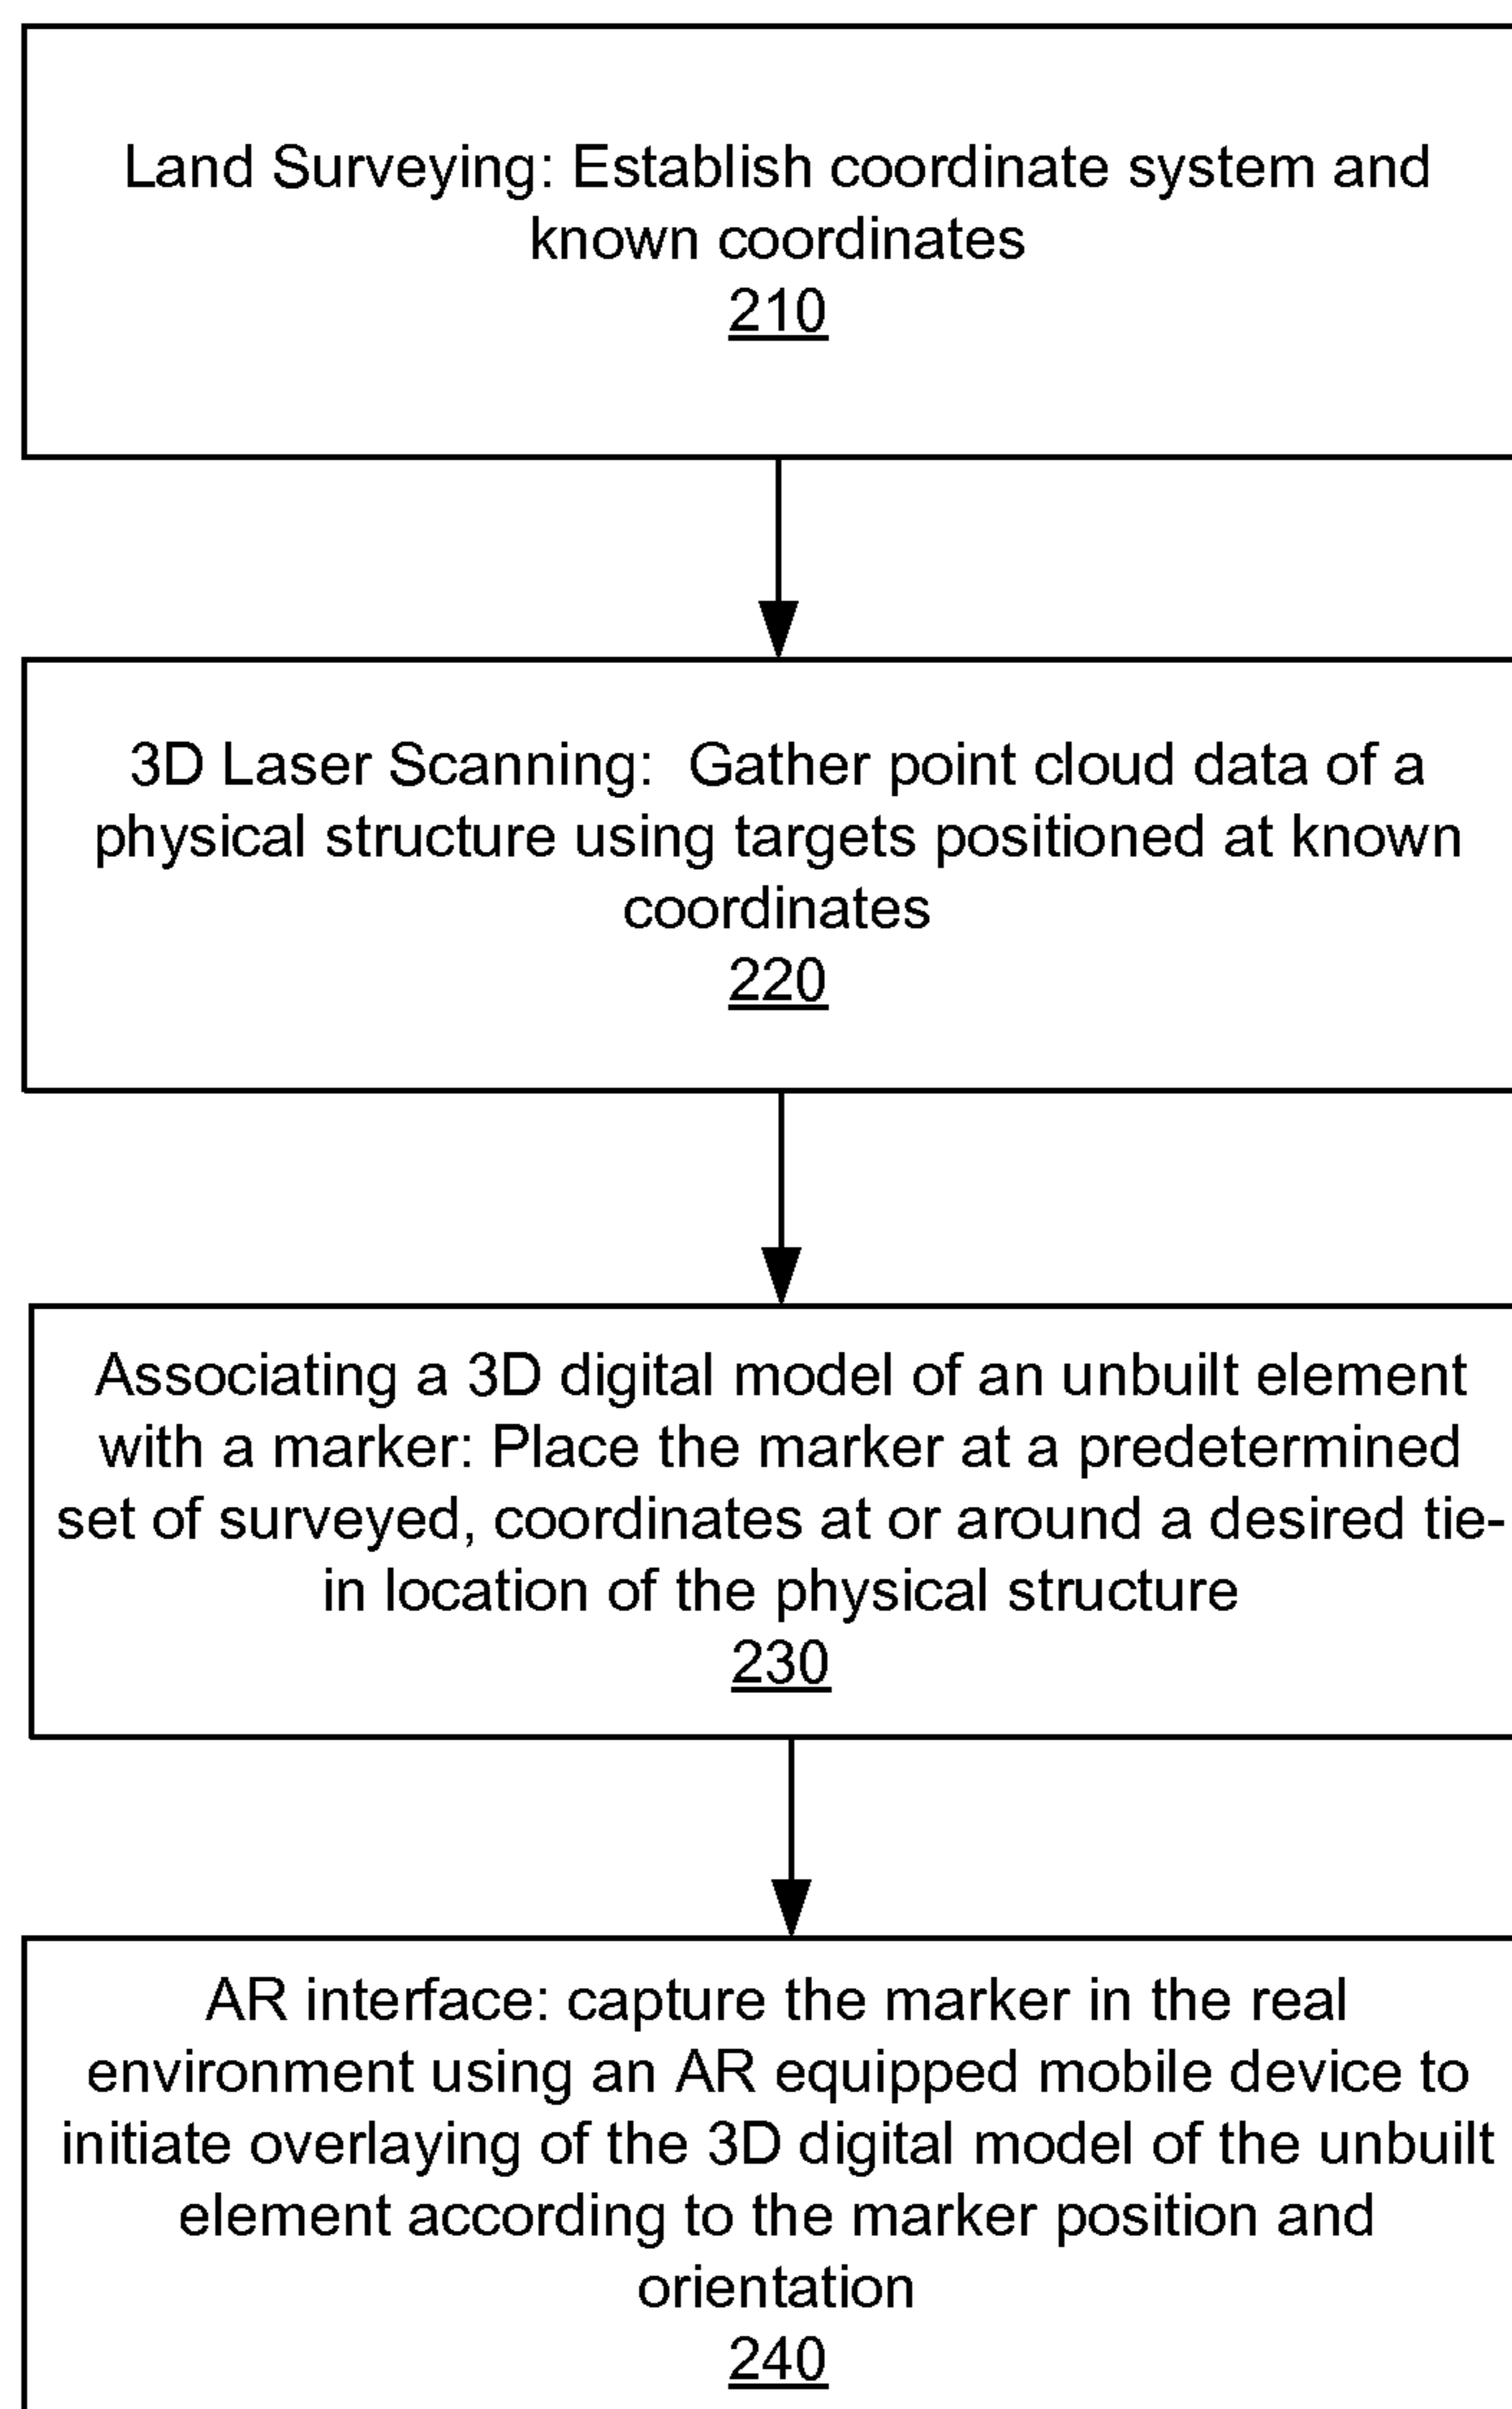 Land Surveying: Establish coordinate system and
known coordinates
210
3D Laser Scanning:  Gather point cloud data of a
physical structure using targets positioned at known
coordinates
220
Associating a 3D digital model of an unbuilt element
with a marker: Place the marker at a predetermined
set of surveyed, coordinates at or around a desired tie-
in location of the physical structure
230
AR interface: capture the marker in the real
environment using an AR equipped mobile device to
initiate overlaying of the 3D digital model of the unbuilt
element according to the marker position and
orientation
240